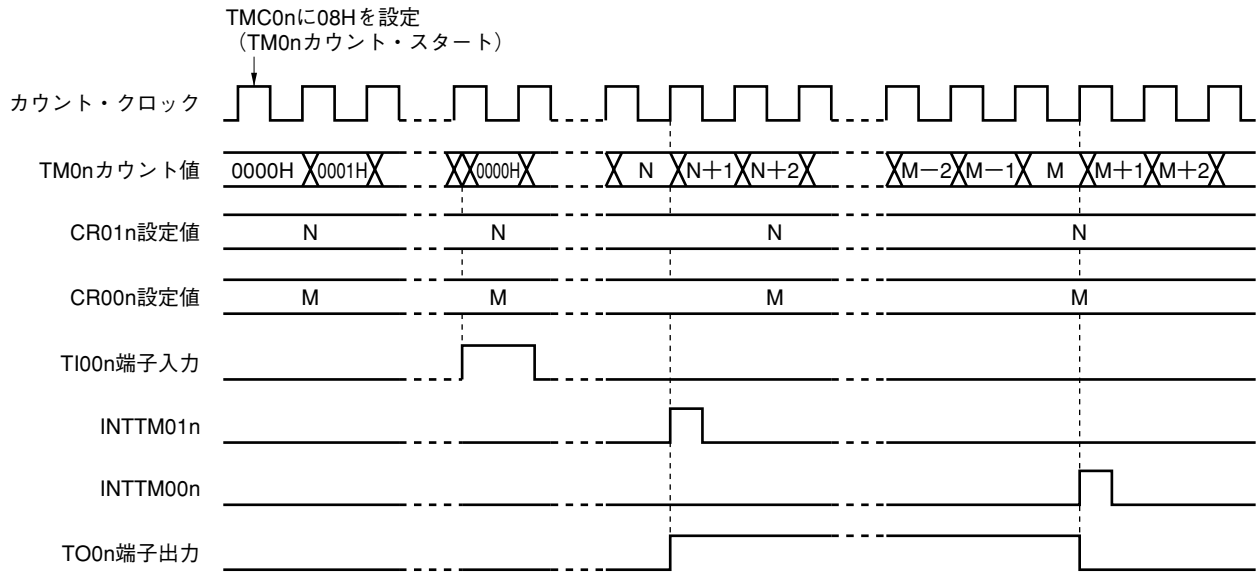 TMC0nに08Hを設定
（TM0nカウント・スタート）
カウント・クロック
TM0nカウント値 0000H 0001H 0000H N N＋1 N＋2 M－2 M－1 M M＋1 M＋2
CR01n設定値 N N N N
CR00n設定値 M M M M
TI00n端子入力
INTTM01n
INTTM00n
TO0n端子出力